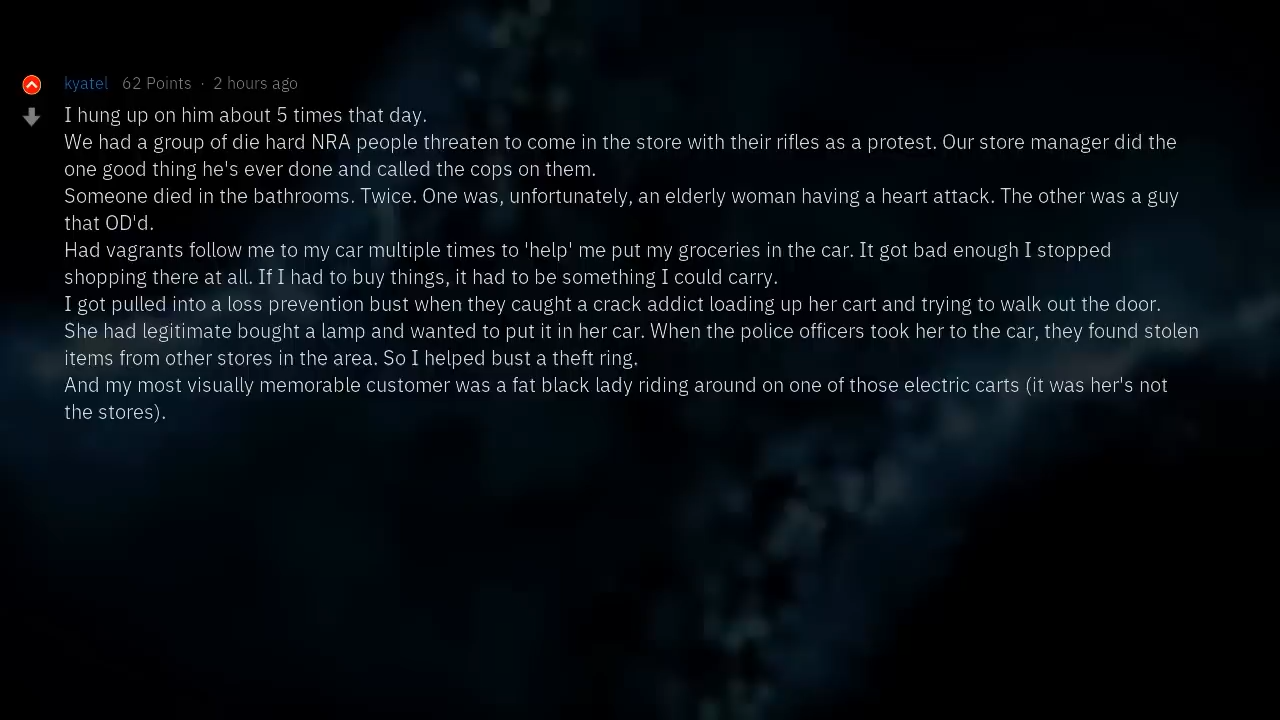 kyatel 62 Points · 2 hours ago
I hung up on him about 5 times that day.
We had a group of die hard NRA people threaten to come in the store with their rifles as a protest. Our store manager did the
one good thing he's ever done and called the cops on them.
Someone died in the bathrooms. Twice. One was, unfortunately, an elderly woman having a heart attack. The other was a guy
that OD'd.
Had vagrants follow me to my car multiple times to 'help' me put my groceries in the car. It got bad enough I stopped
shopping there at all. If I had to buy things, it had to be something I could carry.
I got pulled into a loss prevention bust when they caught a crack addict loading up her cart and trying to walk out the door.
She had legitimate bought a lamp and wanted to put it in her car. When the police officers took her to the car, they found stolen
items from other stores in the area. So I helped bust a theft ring.
And my most visually memorable customer was a fat black lady riding around on one of those electric carts (it was her's not
the stores).